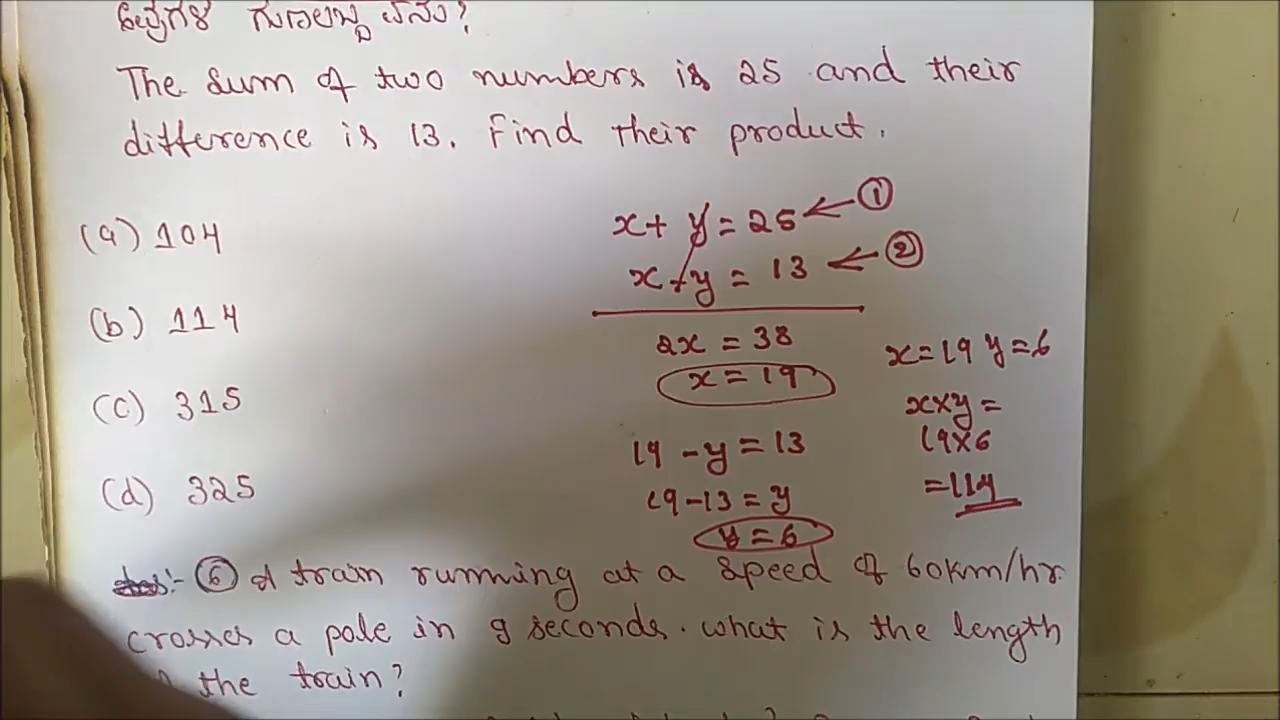 ಗುಣಲಬ್ಧ ಏನು?
The Sum of two numbers is 25 and their
difference is 13. Find their product.
(a) 104
(b) 114
(c) 315
(d) 325
x + y = 25 ← ①
x - y = 13 ← ②
2x = 38
x = 19
19 - y = 13
19 - 13 = y
y = 6
x = 19 y = 6
x × y =
19 × 6
= 114
⑥ A train running at a speed of 60km/hr.
crosses a pole in 9 seconds. what is the length
the train?